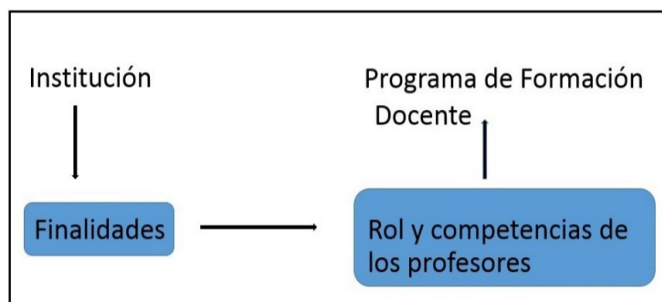 Institución
Programa de Formación
Docente
Finalidades
Rol y competencias de
los profesores